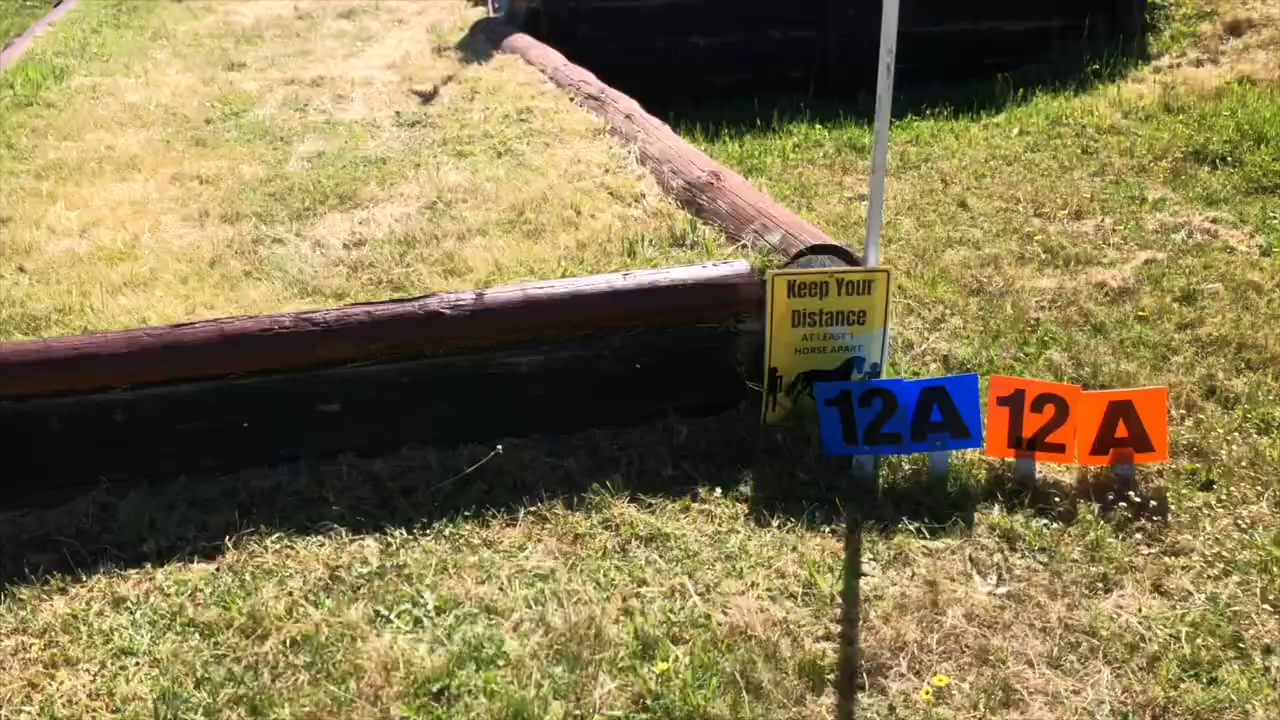 Keep Your
Distance
AT LEAST 1
HORSE APART
12A
12A